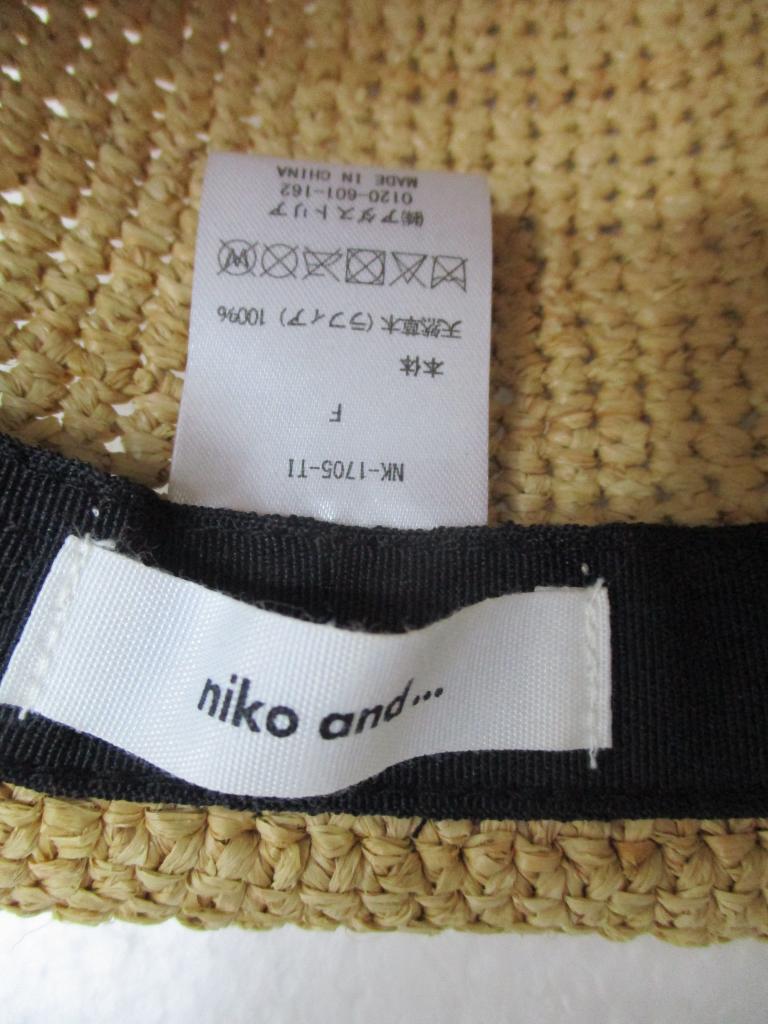 NK-1705-TI
F
本体
天然草木(ラフィア) 100%
W
㈱アダストリア
0120-601-162
MADE IN CHINA
niko and...